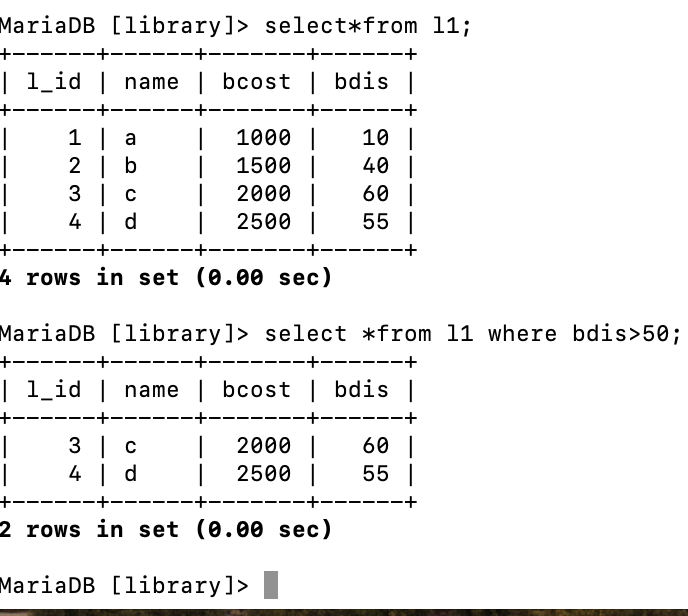 MariaDB [library]> select*from l1;
+------+------+-------+------+
| l_id | name | bcost | bdis |
+------+------+-------+------+
|    1 | a    |  1000 |   10 |
|    2 | b    |  1500 |   40 |
|    3 | c    |  2000 |   60 |
|    4 | d    |  2500 |   55 |
+------+------+-------+------+
4 rows in set (0.00 sec)

MariaDB [library]> select *from l1 where bdis>50;
+------+------+-------+------+
| l_id | name | bcost | bdis |
+------+------+-------+------+
|    3 | c    |  2000 |   60 |
|    4 | d    |  2500 |   55 |
+------+------+-------+------+
2 rows in set (0.00 sec)

MariaDB [library]>